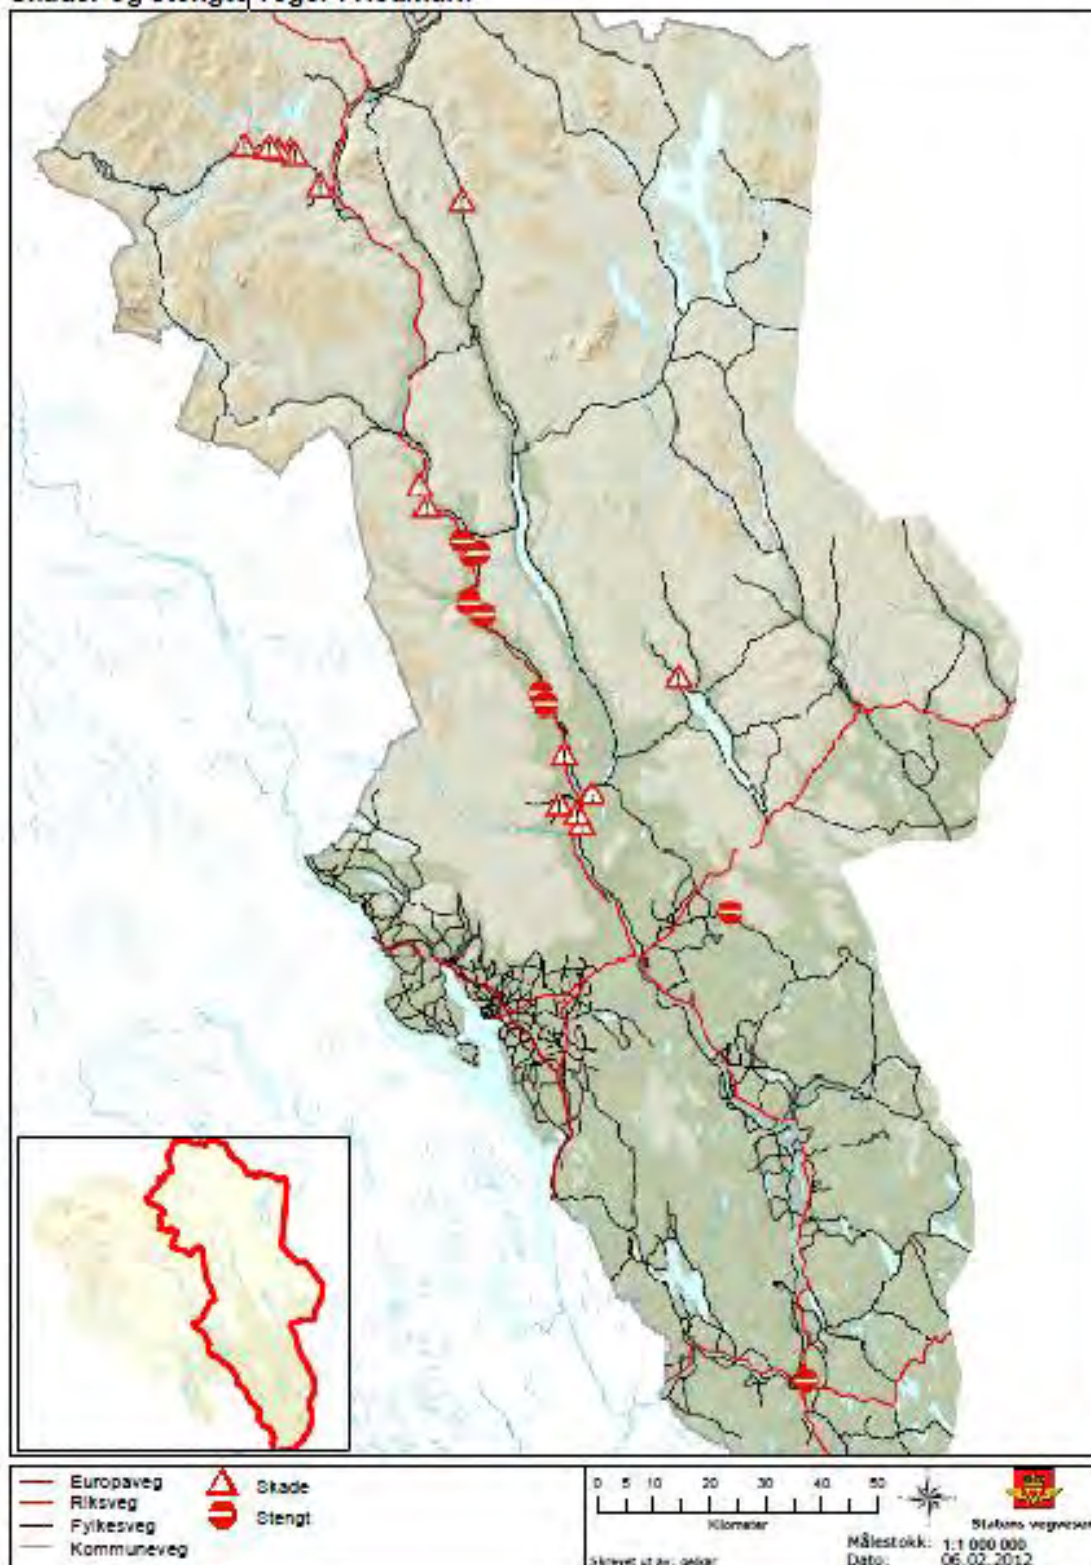 Europaveg
Riksveg
Fylkesveg
Kommuneveg
Skade
Stengt
0 5 10 20 30 40 50
Kilometer
Statens vegvesen
Målestokk: 1:1 000 000
Dato: 06.02.2012